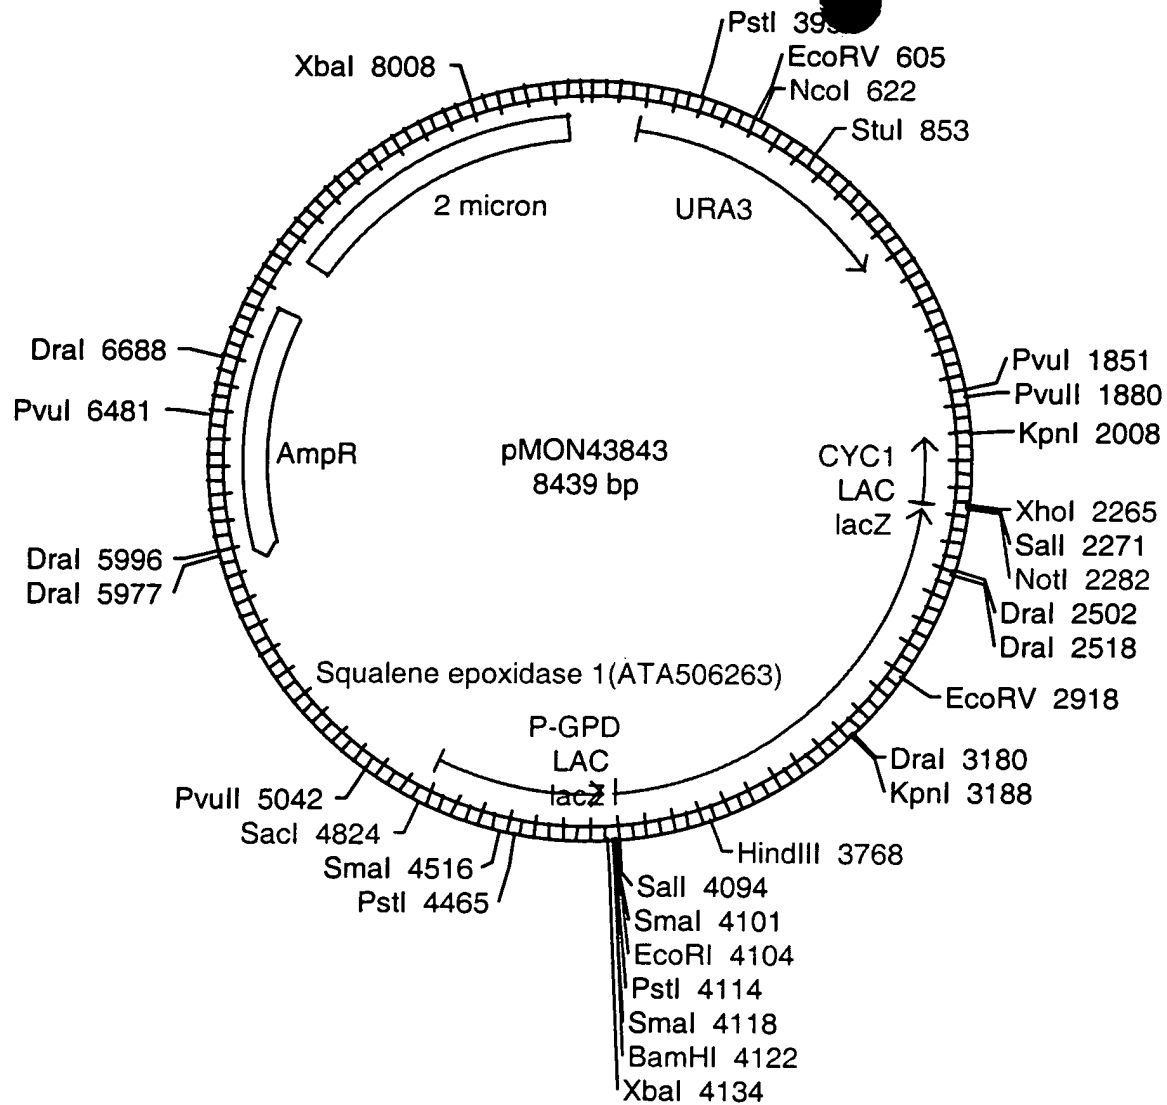 PstI
EcoRV 605
NcoI 622
StuI 853
XbaI 8008
2 micron
URA3
DraI 6688
PvuI 6481
AmpR
pMON43843
8439 bp
PvuI 1851
PvuII 1880
KpnI 2008
CYC1
LAC
lacZ
XhoI 2265
SalI 2271
NotI 2282
DraI 2502
DraI 2518
DraI 5996
DraI 5977
EcoRV 2918
Squalene epoxidase 1(ATA506263)
P-GPD
LAC
lacZ
DraI 3180
KpnI 3188
PvuII 5042
SacI 4824
SmaI 4516
PstI 4465
HindIII 3768
SalI 4094
SmaI 4101
EcoRI 4104
PstI 4114
SmaI 4118
BamHI 4122
XbaI 4134